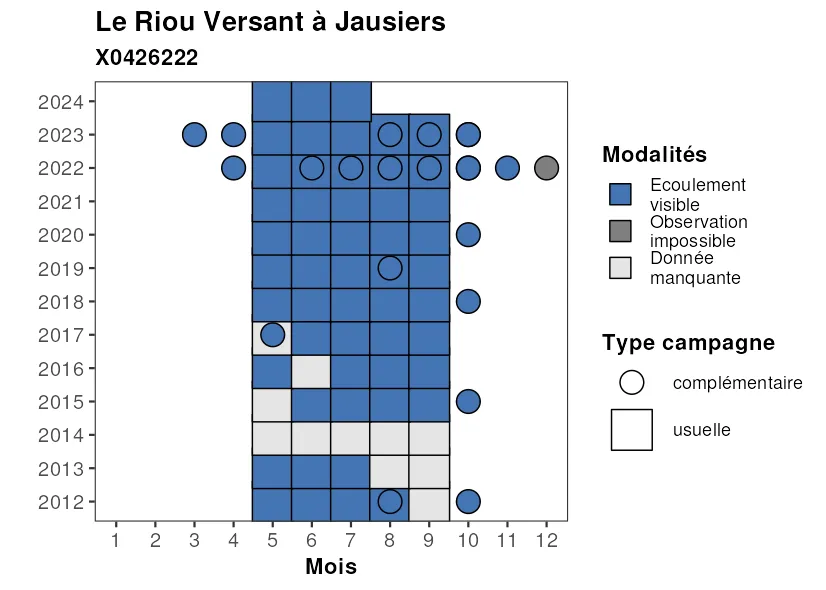 Le Riou Versant à Jausiers
X0426222
2024
2023
2022
2021
2020
2019
2018
2017
2016
2015
2014
2013
2012
1 2 3 4 5 6 7 8 9 10 11 12
Mois
Modalités
Ecoulement
visible
Observation
impossible
Donnée
manquante
Type campagne
complémentaire
usuelle